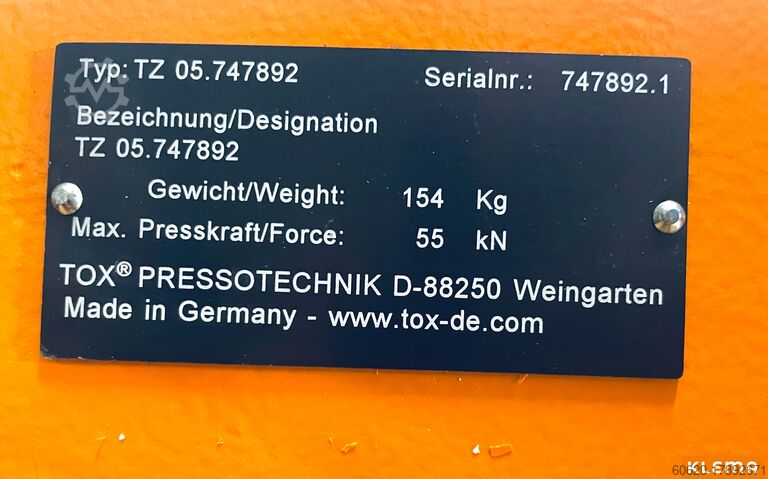 Typ: TZ 05.747892 Serialnr.: 747892.1
Bezeichnung/Designation
TZ 05.747892
Gewicht/Weight: 154 Kg
Max. Presskraft/Force: 55 kN
TOX® PRESSOTECHNIK D-88250 Weingarten
Made in Germany - www.tox-de.com